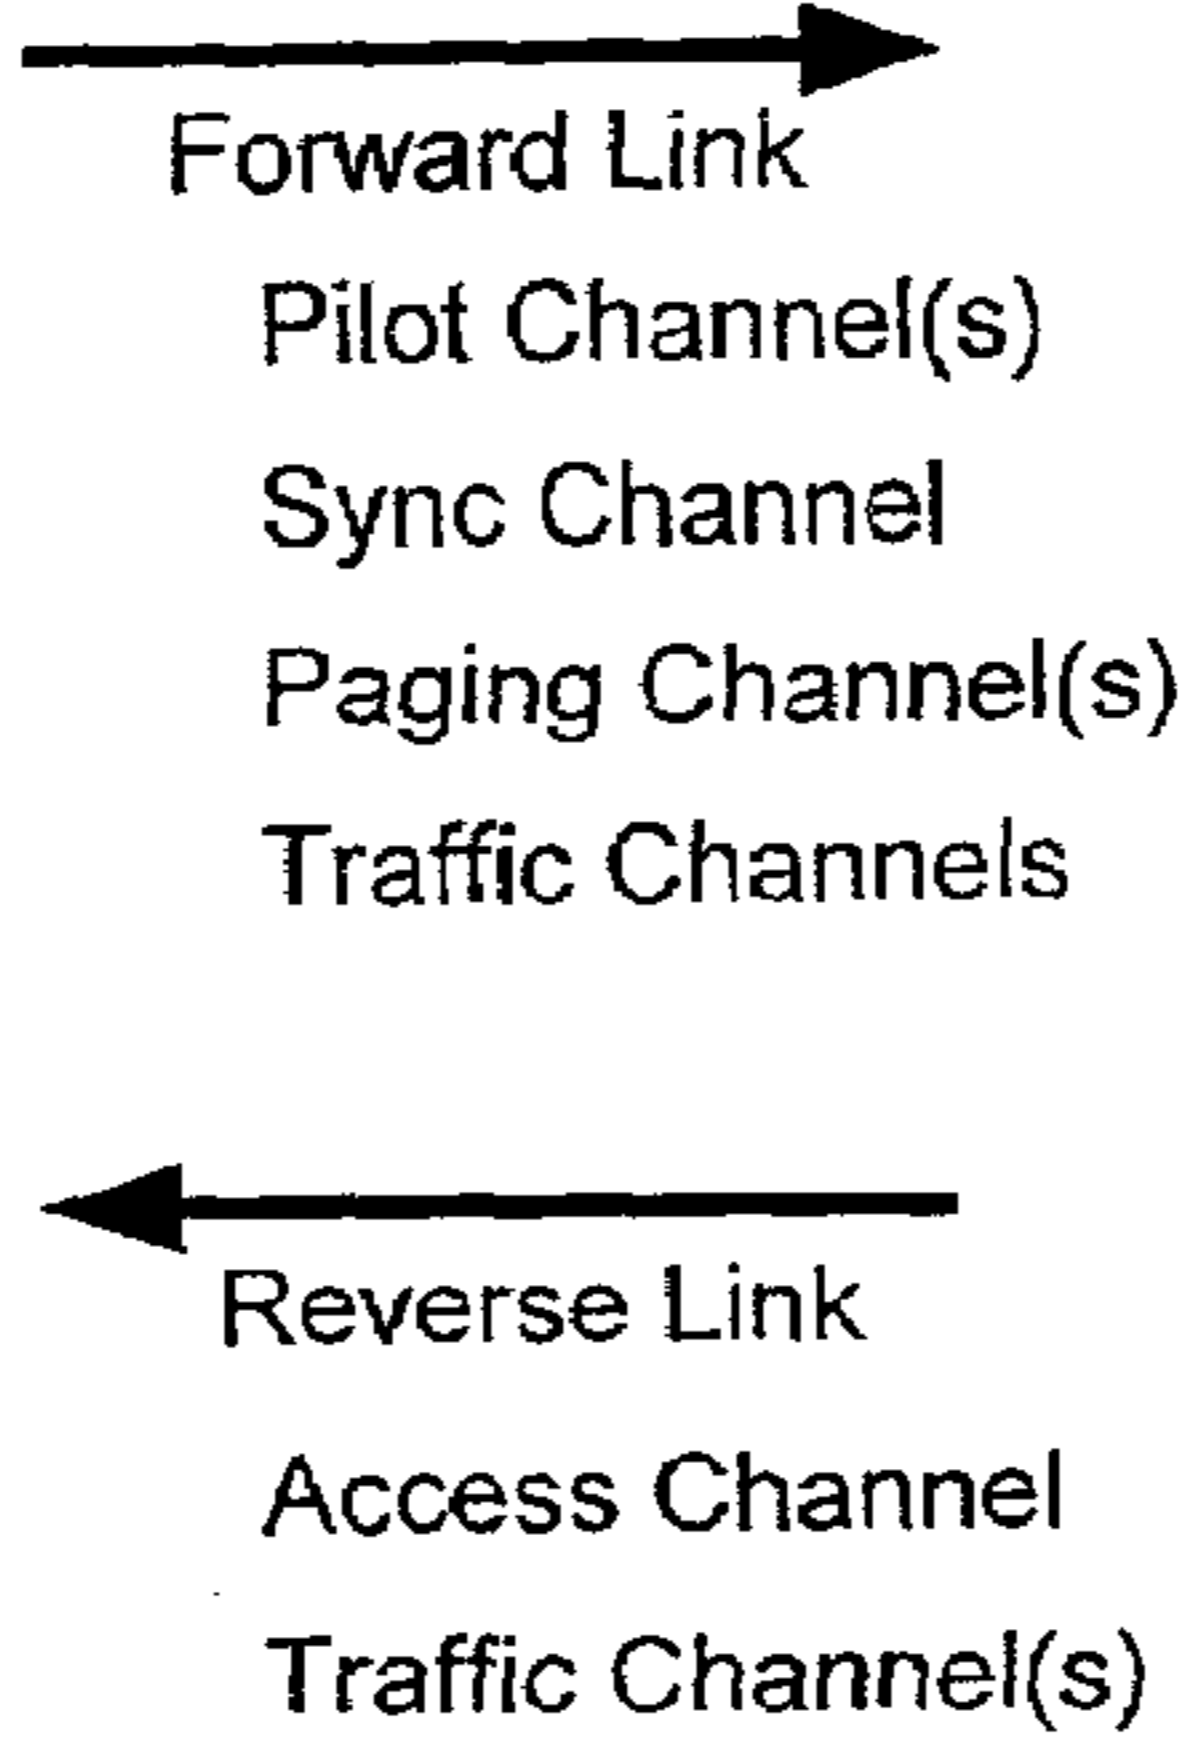 Forward Link
Pilot Channel(s)
Sync Channel
Paging Channel(s)
Traffic Channels
Reverse Link
Access Channel
Traffic Channel(s)